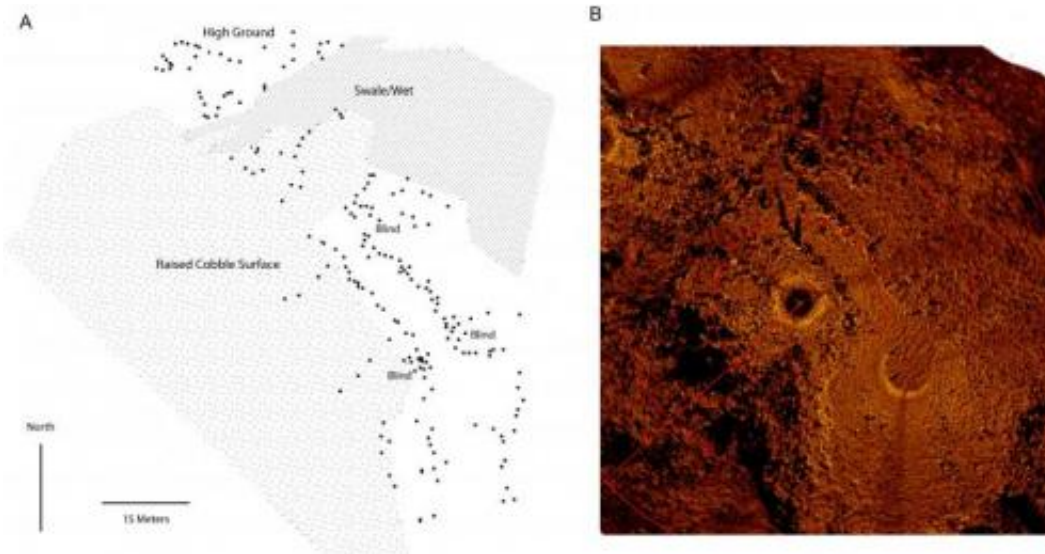 A
B
High Ground
Swale/Wet
Blind
Raised Cobble Surface
Blind
Blind
North
15 Meters